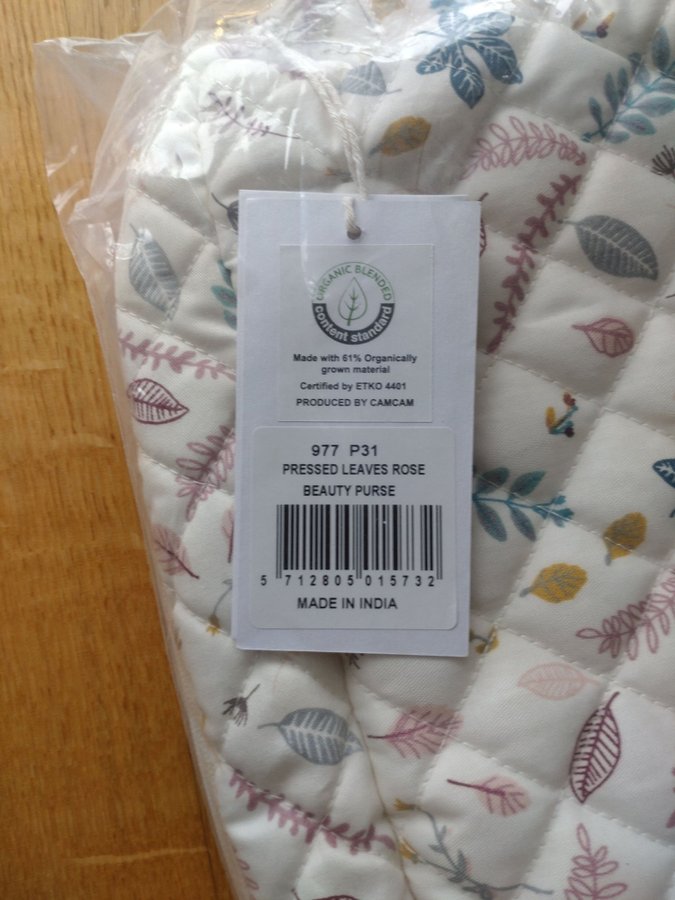 ORGANIC BLENDED
content standard
Made with 61% Organically
grown material
Certified by ETKO 4401
PRODUCED BY CAMCAM
977 P31
PRESSED LEAVES ROSE
BEAUTY PURSE
5 712805 015732
MADE IN INDIA